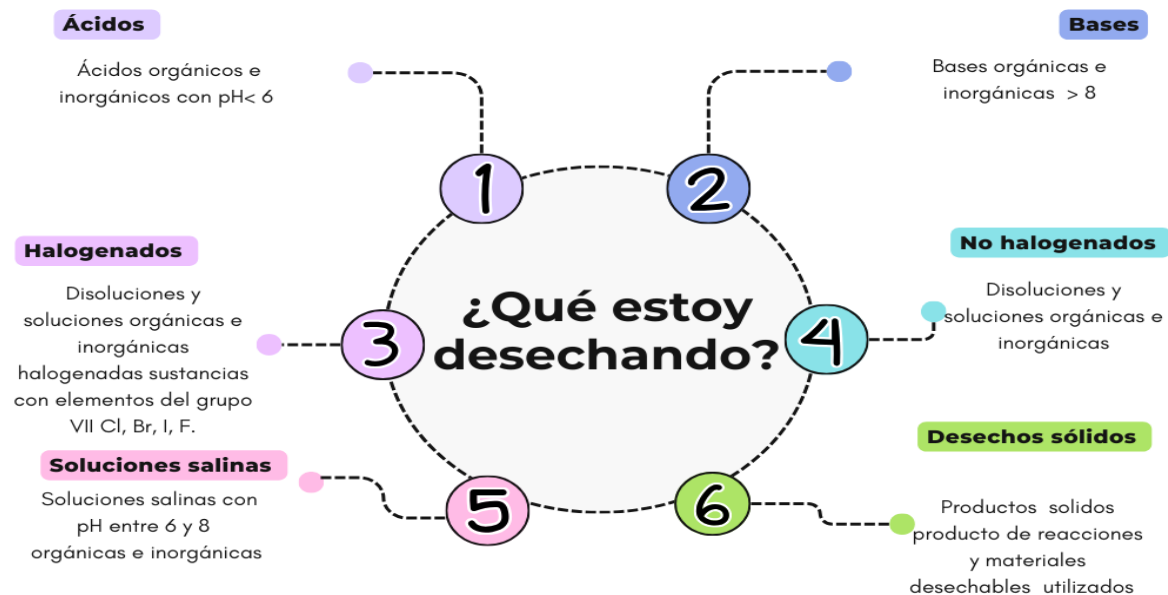 Ácidos
Ácidos orgánicos e
inorgánicos con pH< 6
1
Bases
Bases orgánicas e
inorgánicas > 8
2
Halogenados
Disoluciones y
soluciones orgánicas e
inorgánicas
halogenadas sustancias
con elementos del grupo
VII Cl, Br, I, F.
3
¿Qué estoy
desechando?
No halogenados
Disoluciones y
soluciones orgánicas e
inorgánicas
4
Soluciones salinas
Soluciones salinas con
pH entre 6 y 8
orgánicas e inorgánicas
5
Desechos sólidos
Productos solidos
producto de reacciones
y materiales
desechables utilizados
6